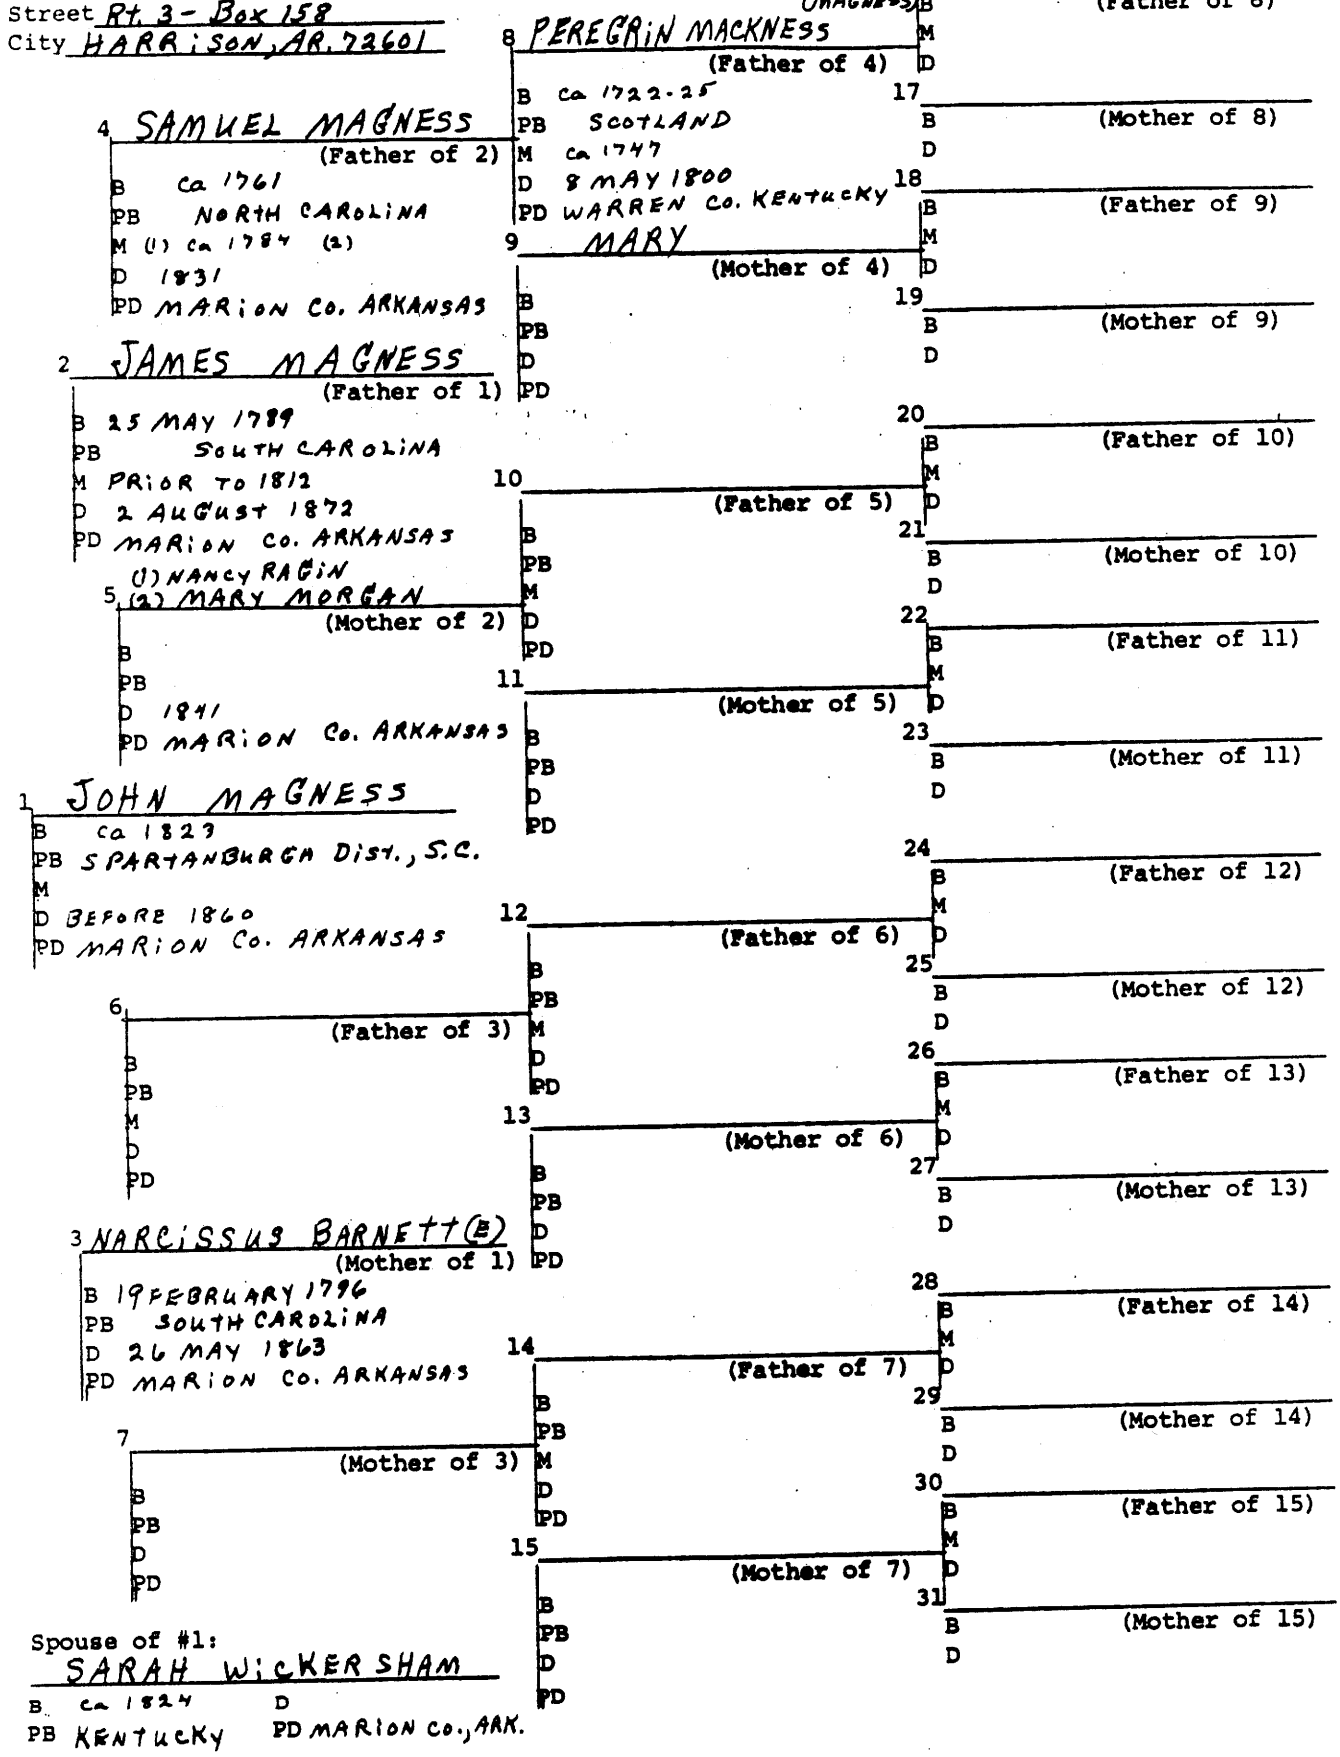 Street Rt. 3 - Box 158
City HARRISON, AR. 72601
(MAGNESS)
B
(Father of 8)
M
D
8 PEREGRIN MACKNESS
(Father of 4)
B ca 1722-25
PB SCOTLAND
M ca 1747
D 8 MAY 1800
PD WARREN CO. KENTUCKY
17
(Mother of 8)
B
D
4 SAMUEL MAGNESS
(Father of 2)
B ca 1761
PB NORTH CAROLINA
M (1) ca 1784 (2)
D 1831
PD MARION CO. ARKANSAS
18
(Father of 9)
B
M
D
9 MARY
(Mother of 4)
B
PB
D
PD
19
(Mother of 9)
B
D
2 JAMES MAGNESS
(Father of 1)
B 25 MAY 1789
PB SOUTH CAROLINA
M PRIOR TO 1812
D 2 AUGUST 1872
PD MARION CO. ARKANSAS
20
(Father of 10)
B
M
D
10
(Father of 5)
B
PB
M
D
PD
21
(Mother of 10)
B
D
(1) NANCY RAGIN
5 (2) MARY MORGAN
(Mother of 2)
B
PB
D 1841
PD MARION CO. ARKANSAS
22
(Father of 11)
B
M
D
11
(Mother of 5)
B
PB
D
PD
23
(Mother of 11)
B
D
1 JOHN MAGNESS
B ca 1823
PB SPARTANBURGH DIST., S.C.
M
D BEFORE 1860
PD MARION CO. ARKANSAS
24
(Father of 12)
B
M
D
12
(Father of 6)
B
PB
M
D
PD
25
(Mother of 12)
B
D
6
(Father of 3)
B
PB
M
D
PD
26
(Father of 13)
B
M
D
13
(Mother of 6)
B
PB
D
PD
27
(Mother of 13)
B
D
3 NARCISSUS BARNETT(E)
(Mother of 1)
B 19 FEBRUARY 1796
PB SOUTH CAROLINA
D 26 MAY 1863
PD MARION CO. ARKANSAS
28
(Father of 14)
B
M
D
14
(Father of 7)
B
PB
M
D
PD
29
(Mother of 14)
B
D
7
(Mother of 3)
B
PB
D
PD
30
(Father of 15)
B
M
D
15
(Mother of 7)
B
PB
D
PD
31
(Mother of 15)
B
D
Spouse of #1:
SARAH WICKERSHAM
B ca 1824 D
PB KENTUCKY PD MARION CO., ARK.